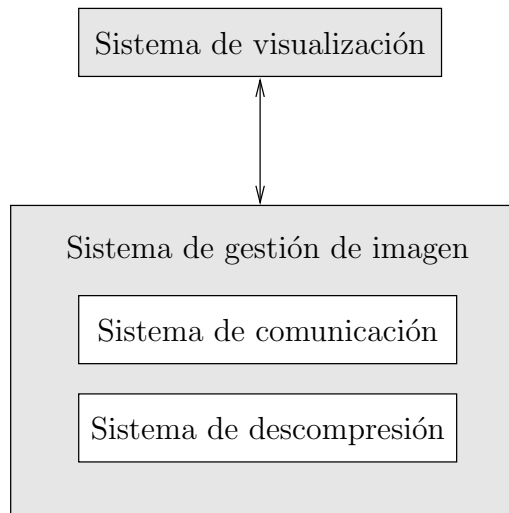 Sistema de visualización
Sistema de gestión de imagen
Sistema de comunicación
Sistema de descompresión